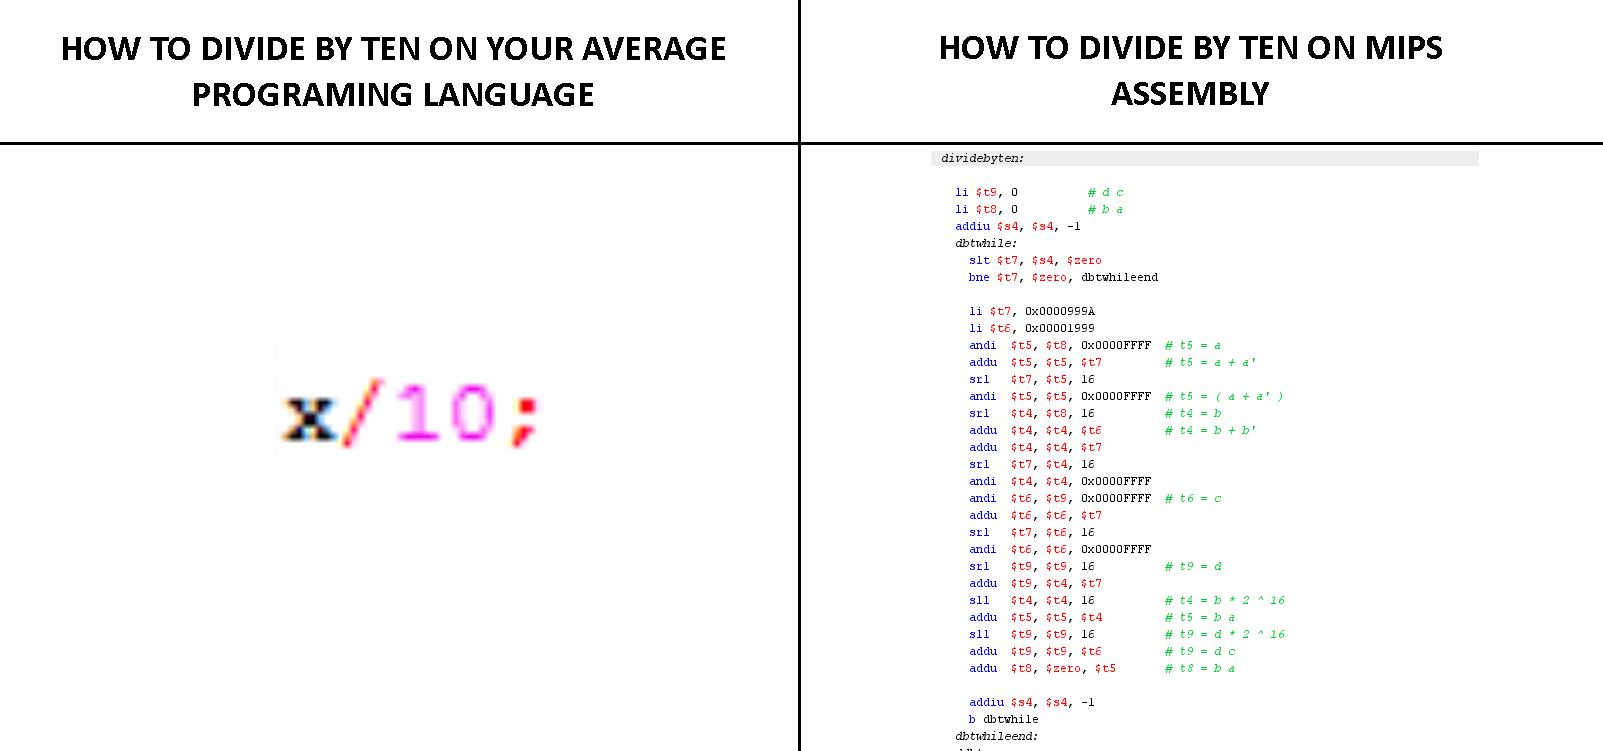 HOW TO DIVIDE BY TEN ON YOUR AVERAGE
PROGRAMING LANGUAGE
HOW TO DIVIDE BY TEN ON MIPS
ASSEMBLY
x/10;
dividebyten:
li $t9, 0 # d c
li $t8, 0 # b a
addiu $s4, $s4, -1
dbtwhile:
slt $t7, $s4, $zero
bne $t7, $zero, dbtwhileend
li $t7, 0x0000999A
li $t6, 0x00001999
andi $t5, $t8, 0x0000FFFF # t5 = a
addu $t5, $t5, $t7 # t5 = a + a'
srl $t7, $t5, 16
andi $t5, $t5, 0x0000FFFF # t5 = ( a + a' )
srl $t4, $t8, 16 # t4 = b
addu $t4, $t4, $t6 # t4 = b + b'
addu $t4, $t4, $t7
srl $t7, $t4, 16
andi $t4, $t4, 0x0000FFFF
andi $t6, $t9, 0x0000FFFF # t6 = c
addu $t6, $t6, $t7
srl $t7, $t6, 16
andi $t6, $t6, 0x0000FFFF
srl $t9, $t9, 16 # t9 = d
addu $t9, $t4, $t7
sll $t4, $t4, 16 # t4 = b * 2 ^ 16
addu $t5, $t5, $t4 # t5 = b a
sll $t9, $t9, 16 # t9 = d * 2 ^ 16
addu $t9, $t9, $t6 # t9 = d c
addu $t8, $zero, $t5 # t8 = b a
addiu $s4, $s4, -1
b dbtwhile
dbtwhileend: